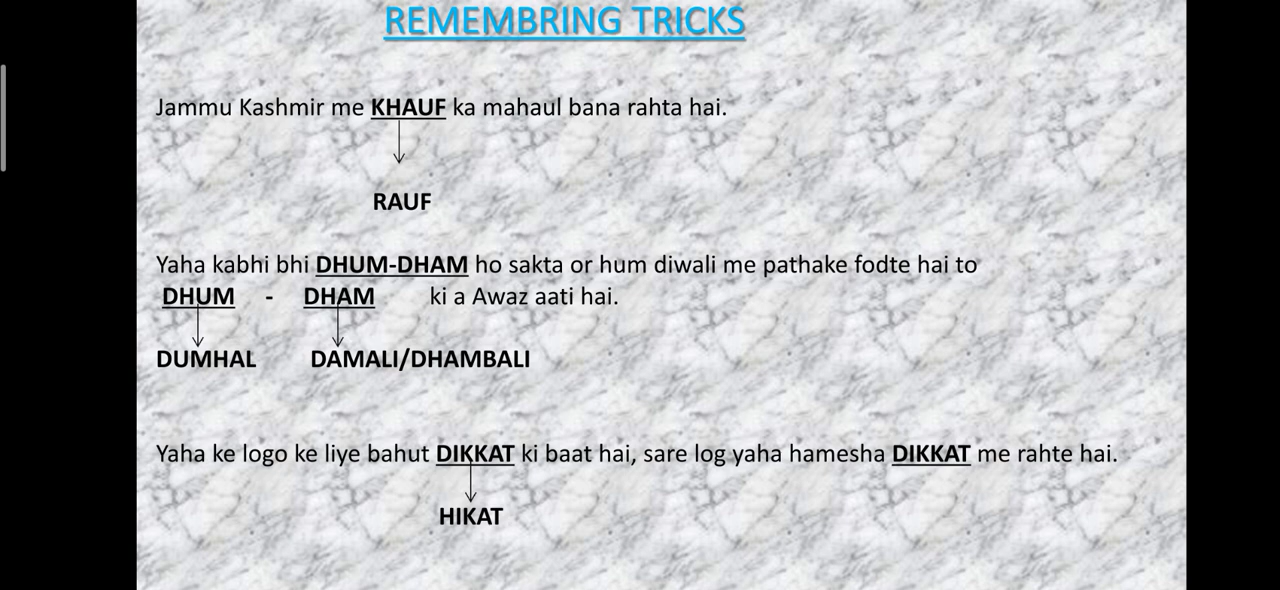 REMEMBRING TRICKS
Jammu Kashmir me KHAUF ka mahaul bana rahta hai.
RAUF
Yaha kabhi bhi DHUM-DHAM ho sakta or hum diwali me pathake fodte hai to
DHUM - DHAM ki a Awaz aati hai.
DUMHAL DAMALI/DHAMBALI
Yaha ke logo ke liye bahut DIKKAT ki baat hai, sare log yaha hamesha DIKKAT me rahte hai.
HIKAT